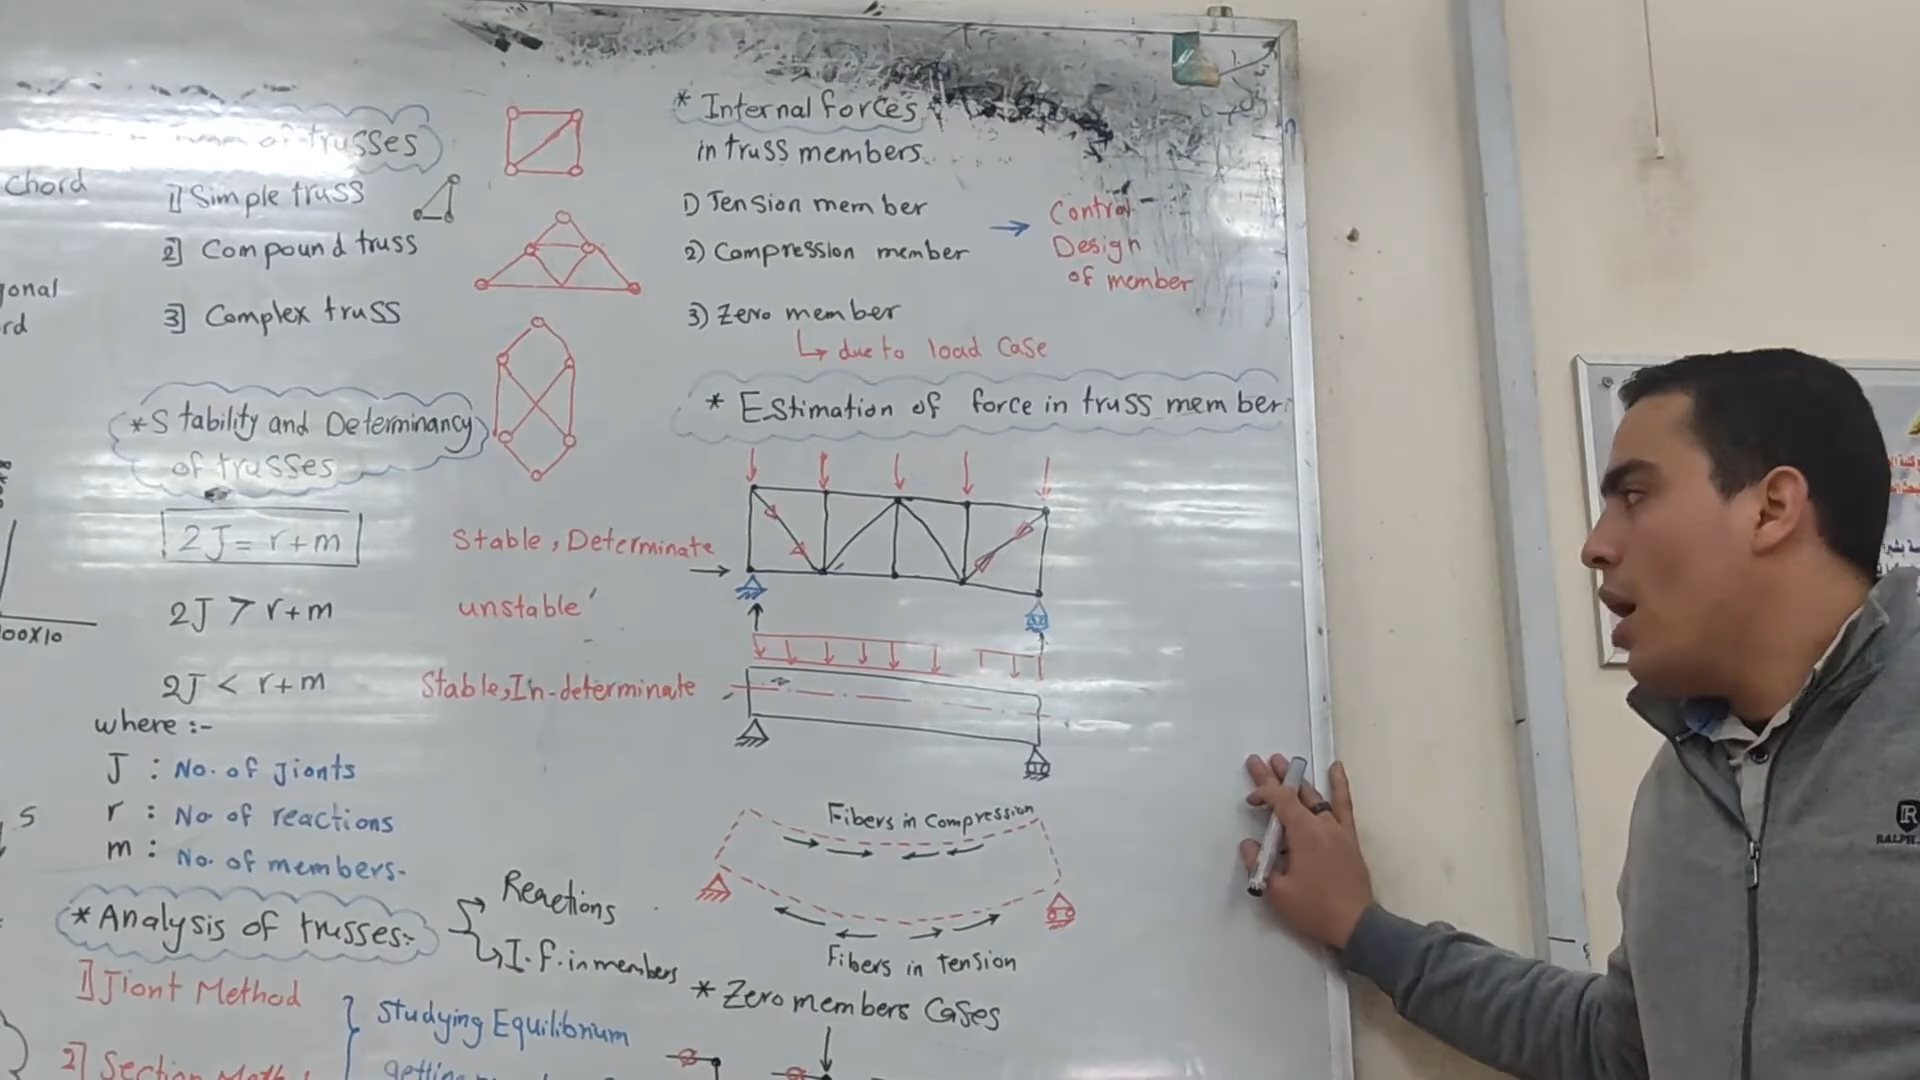 chord
onal
rd
00X10
S
of trusses
1] Simple truss
2] Compound truss
3] Complex truss
* Stability and Determinancy
of trusses
2J = r+m
2J > r+m
2J < r+m
Stable, Determinate
unstable
Stable, In-determinate
where :-
J : No. of Jionts
r : No of reactions
m : No. of members.
* Analysis of trusses:-
Reactions
I.f. in members
1] Jiont Method
2] Section
Studying Equilibrium
* Internal forces
in truss members.
1) Tension member
2) Compression member
3) Zero member
due to load Case
Control
Design
of member
* Estimation of force in truss member
Fibers in Compression
Fibers in Tension
* Zero members Cases
R
RALPH